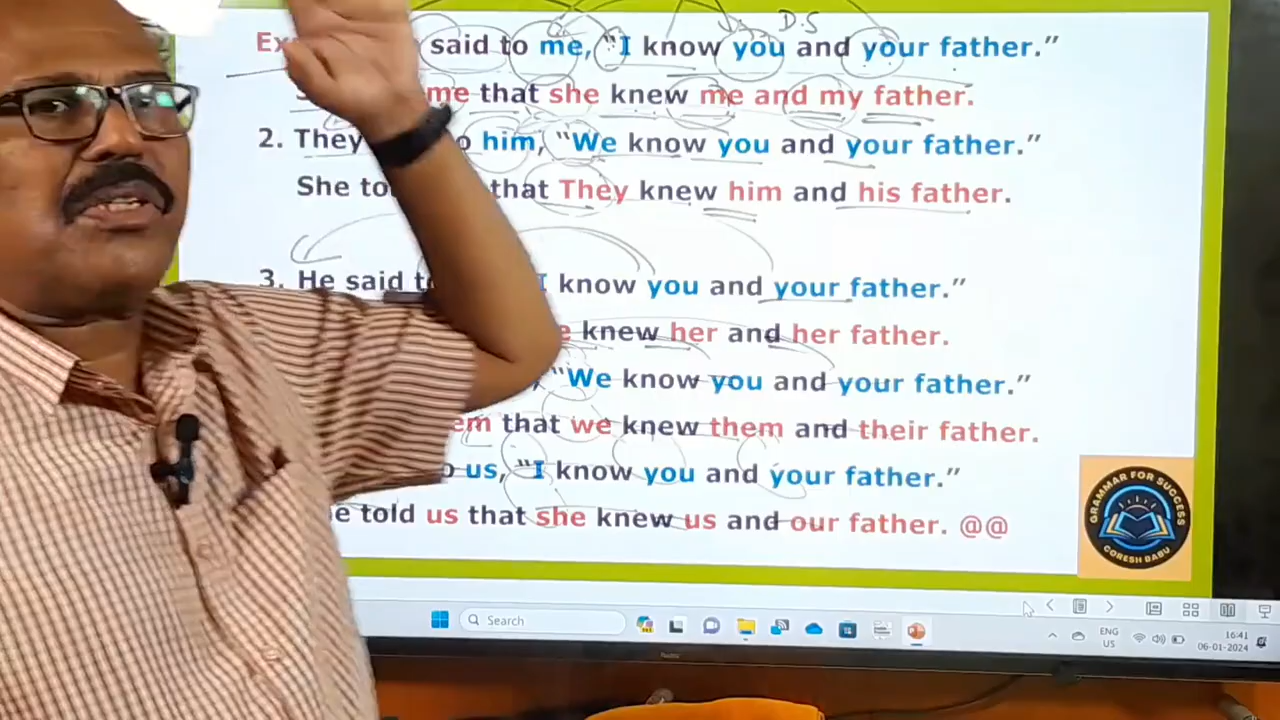 D.S
said to me, "I know you and your father."
me that she knew me and my father.
2. They him, "We know you and your father."
She that They knew him and his father.
3. He said I know you and your father."
knew her and her father.
"We know you and your father."
that we knew them and their father.
us, "I know you and your father."
told us that she knew us and our father. @@
GRAMMAR FOR SUCCESS
CORESH BABU
Search
ENG
US
16:41
06-01-2024